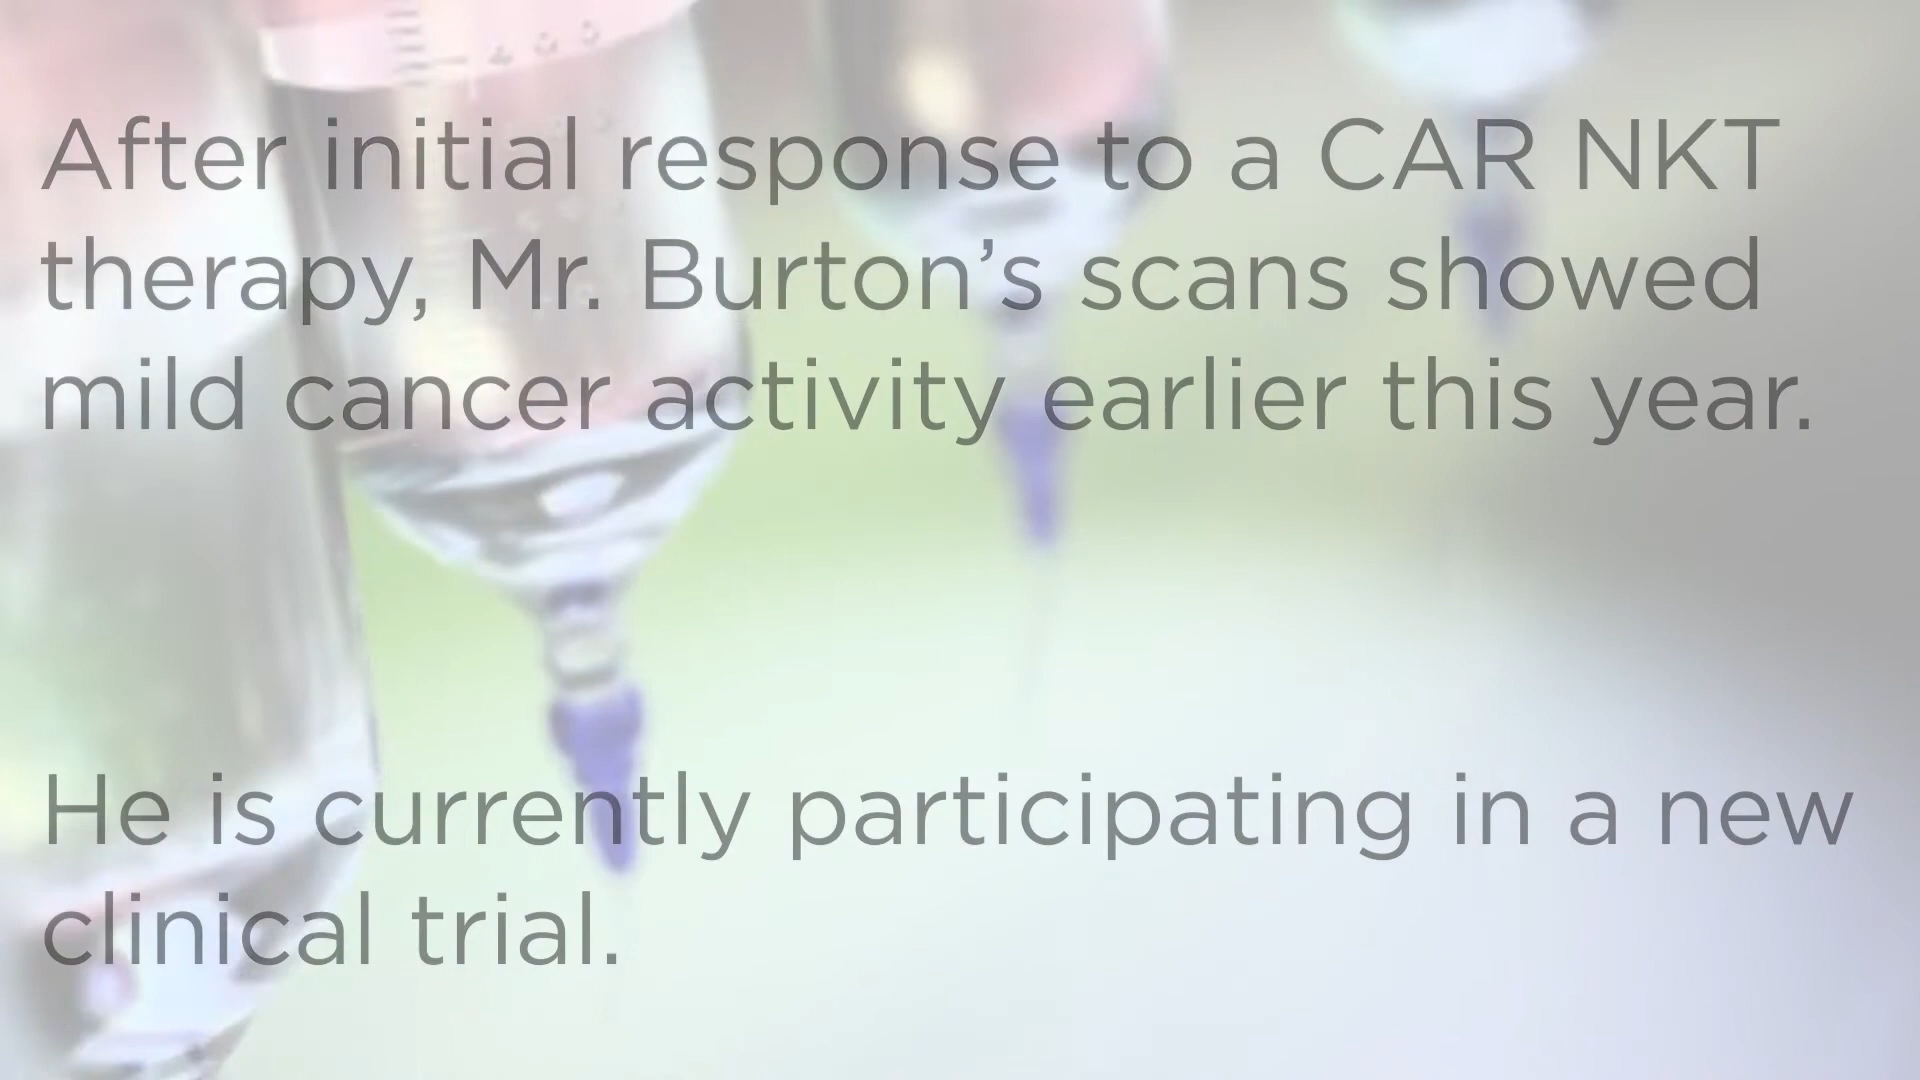 After initial response to a CAR NKT
therapy, Mr. Burton’s scans showed
mild cancer activity earlier this year.
He is currently participating in a new
clinical trial.